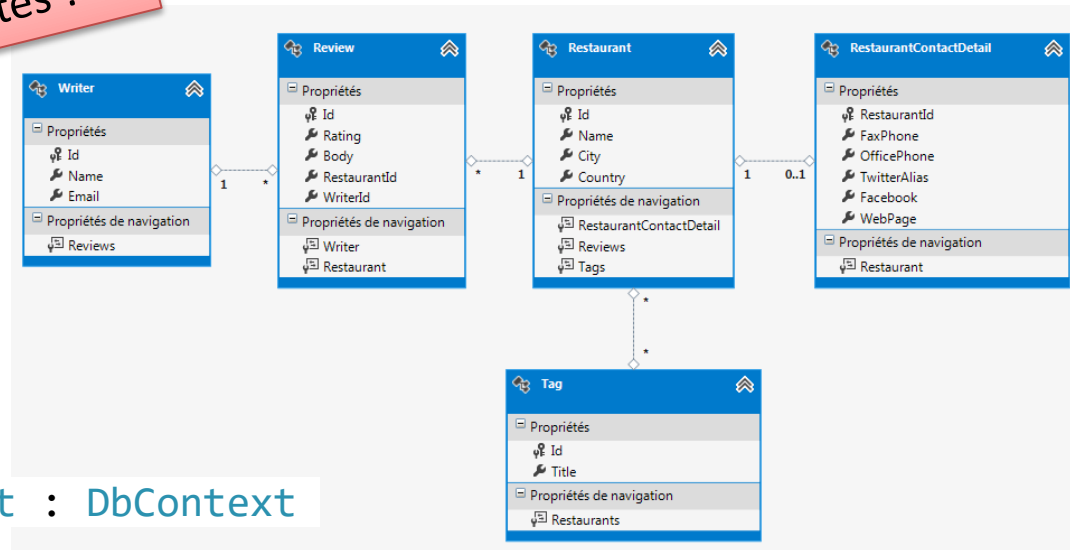 Writer
Propriétés
Id
Name
Email
Propriétés de navigation
Reviews
1
*
Review
Propriétés
Id
Rating
Body
RestaurantId
WriterId
Propriétés de navigation
Writer
Restaurant
*
1
Restaurant
Propriétés
Id
Name
City
Country
Propriétés de navigation
RestaurantContactDetail
Reviews
Tags
1
0..1
RestaurantContactDetail
Propriétés
RestaurantId
FaxPhone
OfficePhone
TwitterAlias
Facebook
WebPage
Propriétés de navigation
Restaurant
*
*
Tag
Propriétés
Id
Title
Propriétés de navigation
Restaurants
: DbContext